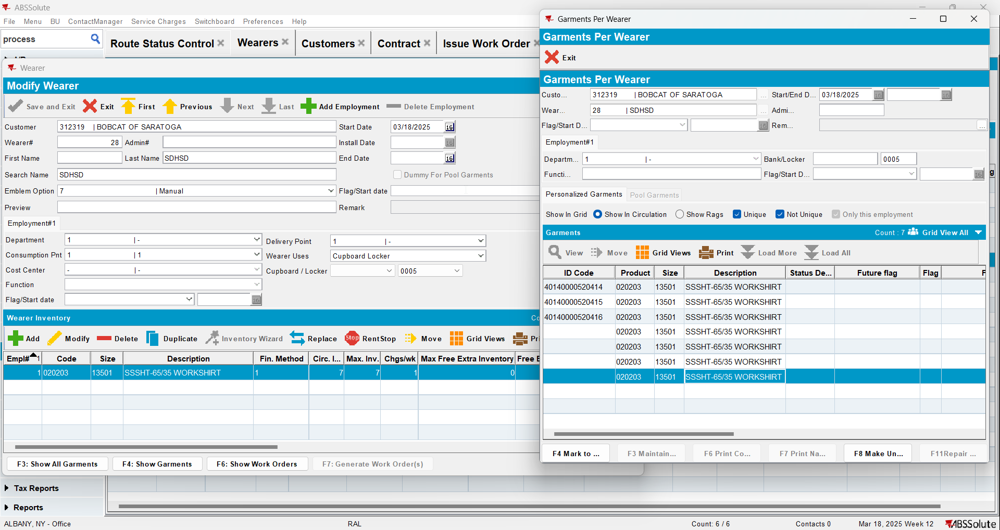 ABSSolute
File Menu BU ContactManager Service Charges Switchboard Preferences Help
process
Route Status Control Wearers Customers Contract Issue Work Order
Wearer
Modify Wearer
Save and Exit Exit First Previous Next Last Add Employment Delete Employment
Customer 312319 | BOBCAT OF SARATOGA Start Date 03/18/2025 16
Wearer# 28 Admin# Install Date 16
First Name Last Name SDHSD End Date 16
Search Name SDHSD Dummy For Pool Garments
Emblem Option 7 | Manual Flag/Start date
Preview Remark
Employment#1
Department 1 | - Delivery Point 1 | -
Consumption Pnt 1 | 1 Wearer Uses Cupboard Locker
Cost Center - | - Cupboard / Locker 0005
Function
Flag/Start date 16
Wearer Inventory Co
Add Modify Delete Duplicate Inventory Wizard Replace Stop RentStop Move Grid Views Pri
Empl# 1 Code Size Description Fin. Method Circ. I... Max. Inv. Chgs/wk Max Free Extra Inventory Free E
1 020203 13501 SSSHT-65/35 WORKSHIRT 1 7 7 1 0
F3: Show All Garments F4: Show Garments F6: Show Work Orders F7: Generate Work Order(s)
Tax Reports
Reports
Garments Per Wearer
Garments Per Wearer
Exit
Garments Per Wearer
Custo... 312319 | BOBCAT OF SARATOGA ... Start/End D... 03/18/2025 16 16
Wear... 28 | SDHSD ... Admi...
Flag/Start D... 16 Rem... ...
Employment#1
Departm... 1 | - Bank/Locker 0005
Functi... Flag/Start D... 16
Personalized Garments Pool Garments
Show In Grid Show In Circulation Show Rags Unique Not Unique Only this employment
Garments Count : 7 Grid View All
View Move Grid Views Print Load More Load All
ID Code Product Size Description Status De... Future flag Flag F
40140000520414 020203 13501 SSSHT-65/35 WORKSHIRT
40140000520415 020203 13501 SSSHT-65/35 WORKSHIRT
40140000520416 020203 13501 SSSHT-65/35 WORKSHIRT
020203 13501 SSSHT-65/35 WORKSHIRT
020203 13501 SSSHT-65/35 WORKSHIRT
020203 13501 SSSHT-65/35 WORKSHIRT
020203 13501 SSSHT-65/35 WORKSHIRT
F4 Mark to ... F3 Maintain... F6 Print Co... F7 Print Na... F8 Make Un... F11Repair ...
g
ALBANY, NY - Office RAL Count: 6 / 6 Contacts 0 Mar 18, 2025 Week 12 ABSSolute